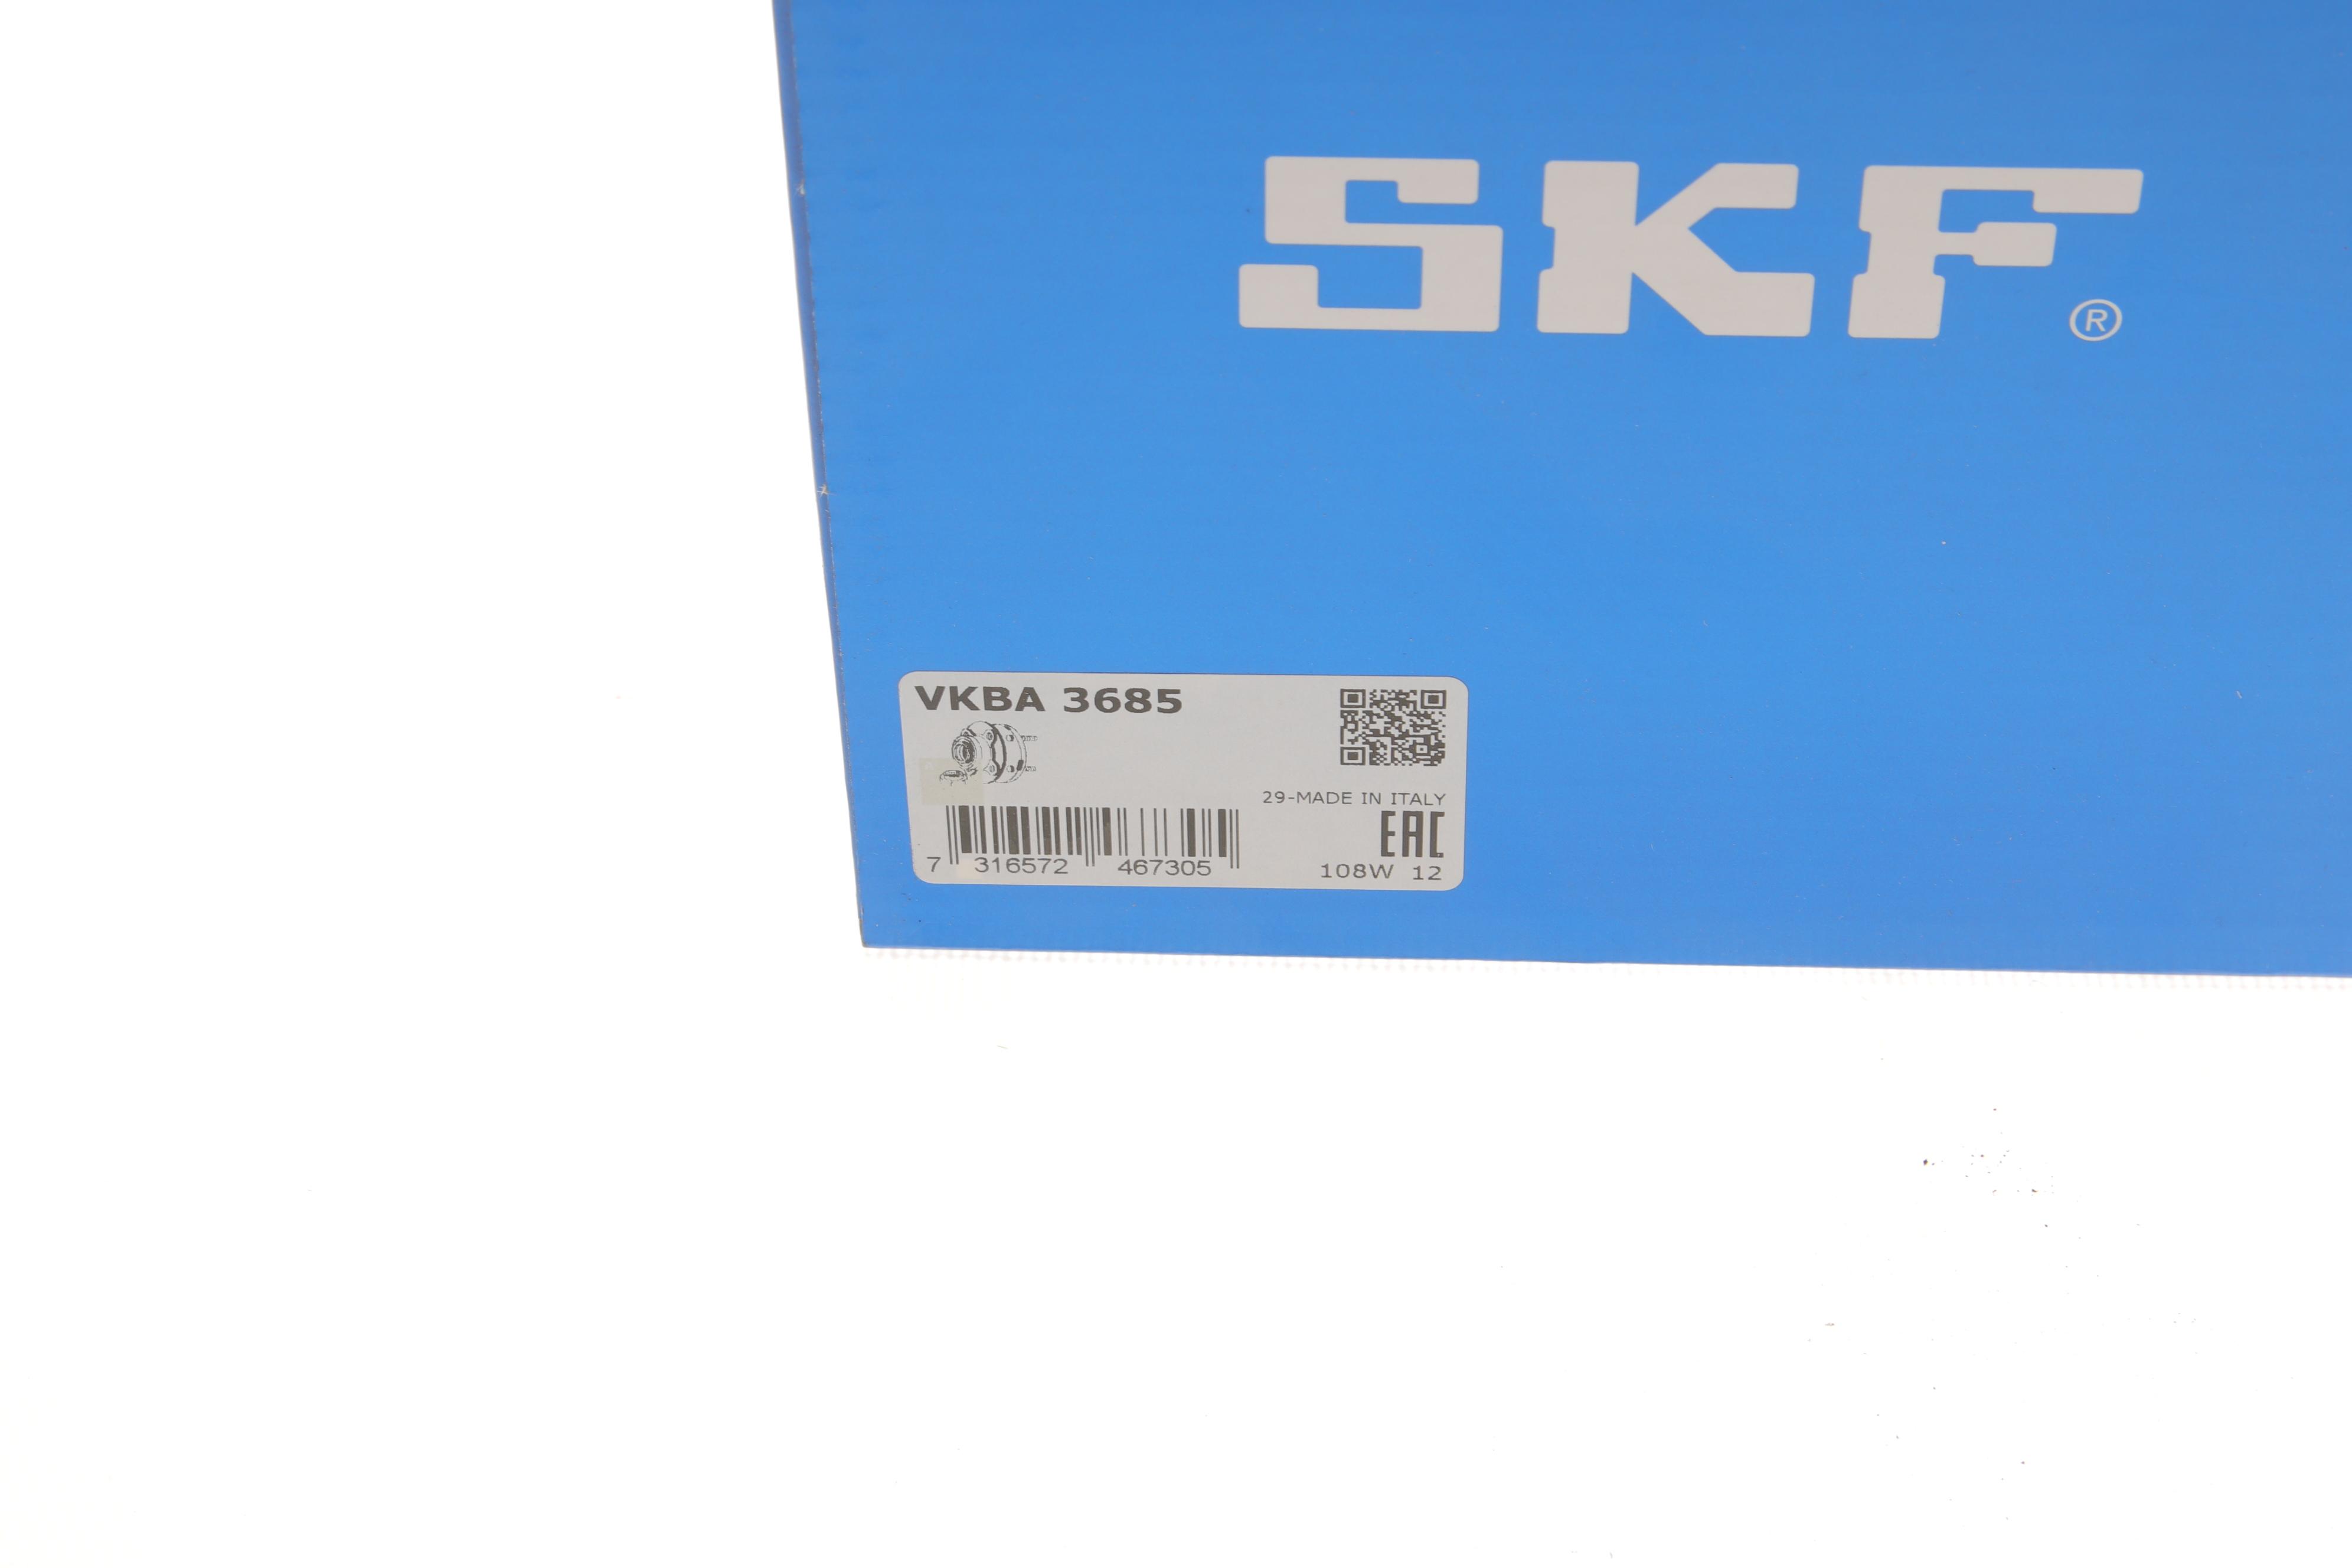 SKF®
VKBA 3685
29-MADE IN ITALY
EAC
7 316572 467305
108W 12